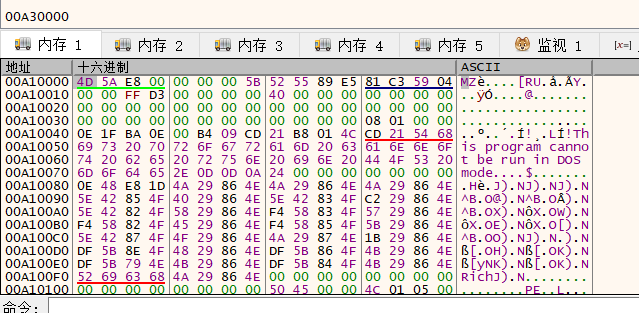 00A30000
内存 1 内存 2 内存 3 内存 4 内存 5 监视 1 [x]=
地址 十六进制 ASCII
00A10000 4D 5A E8 00 00 00 00 5B 52 55 89 E5 81 C3 59 04 MZè....[RU.å.ÃY.
00A10010 00 00 FF D3 00 00 00 00 40 00 00 00 00 00 00 00 ..ÿÓ....@.......
00A10020 00 00 00 00 00 00 00 00 00 00 00 00 00 00 00 00 ................
00A10030 00 00 00 00 00 00 00 00 00 00 00 00 08 01 00 00 ................
00A10040 0E 1F BA 0E 00 B4 09 CD 21 B8 01 4C CD 21 54 68 ..º..´.Í!¸.LÍ!Th
00A10050 69 73 20 70 72 6F 67 72 61 6D 20 63 61 6E 6E 6F is program canno
00A10060 74 20 62 65 20 72 75 6E 20 69 6E 20 44 4F 53 20 t be run in DOS
00A10070 6D 6F 64 65 2E 0D 0D 0A 24 00 00 00 00 00 00 00 mode....$.......
00A10080 0E 48 E8 1D 4A 29 86 4E 4A 29 86 4E 4A 29 86 4E .Hè.J).NJ).NJ).N
00A10090 5E 42 85 4F 40 29 86 4E 5E 42 83 4F C2 29 86 4E ^B.O@).N^B.OÂ).N
00A100A0 5E 42 82 4F 58 29 86 4E F4 58 83 4F 57 29 86 4E ^B.OX).NôX.OW).N
00A100B0 F4 58 82 4F 45 29 86 4E F4 58 85 4F 5B 29 86 4E ôX.OE).NôX.O[).N
00A100C0 5E 42 87 4F 4F 29 86 4E 4A 29 87 4E 1B 29 86 4E ^B.OO).NJ).N.).N
00A100D0 DF 5B 8E 4F 48 29 86 4E DF 5B 86 4F 4B 29 86 4E ß[.OH).Nß[.OK).N
00A100E0 DF 5B 79 4E 4B 29 86 4E DF 5B 84 4F 4B 29 86 4E ß[yNK).Nß[.OK).N
00A100F0 52 69 63 68 4A 29 86 4E 00 00 00 00 00 00 00 00 RichJ).N........
00A10100 00 00 00 00 00 00 00 00 50 45 00 00 4C 01 05 00 ........PE..L...
命令: